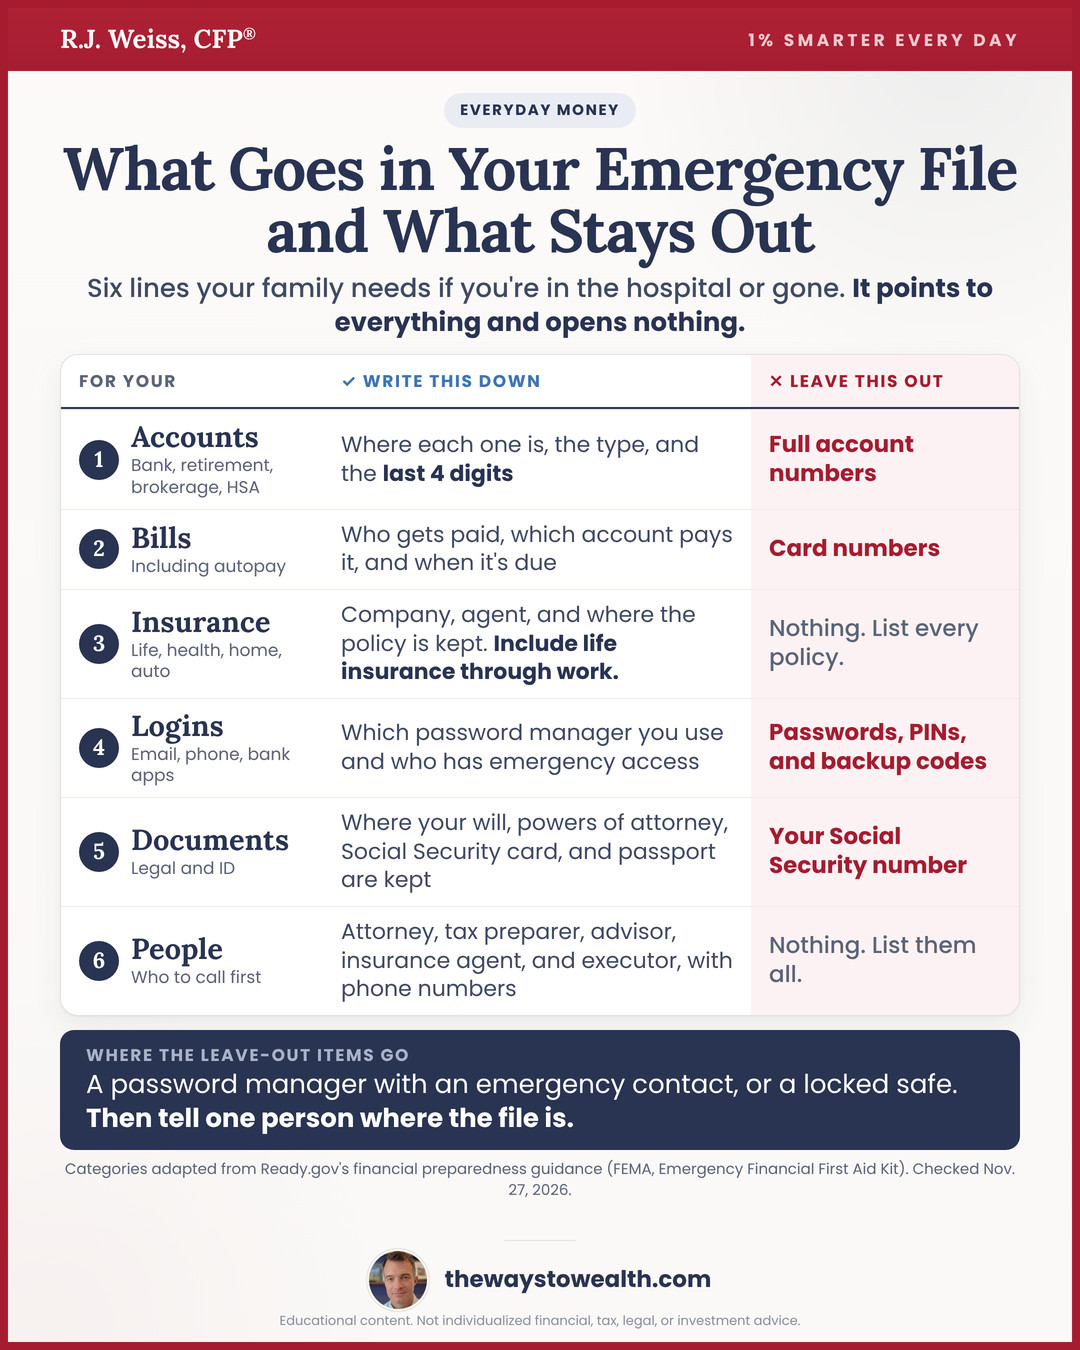 R.J. Weiss, CFP®
1% SMARTER EVERY DAY
EVERYDAY MONEY
What Goes in Your Emergency File
and What Stays Out
Six lines your family needs if you're in the hospital or gone. It points to
everything and opens nothing.
FOR YOUR
✓ WRITE THIS DOWN
✕ LEAVE THIS OUT
1
Accounts
Bank, retirement,
brokerage, HSA
Where each one is, the type, and
the last 4 digits
Full account
numbers
2
Bills
Including autopay
Who gets paid, which account pays
it, and when it's due
Card numbers
3
Insurance
Life, health, home,
auto
Company, agent, and where the
policy is kept. Include life
insurance through work.
Nothing. List every
policy.
4
Logins
Email, phone, bank
apps
Which password manager you use
and who has emergency access
Passwords, PINs,
and backup codes
5
Documents
Legal and ID
Where your will, powers of attorney,
Social Security card, and passport
are kept
Your Social
Security number
6
People
Who to call first
Attorney, tax preparer, advisor,
insurance agent, and executor, with
phone numbers
Nothing. List them
all.
WHERE THE LEAVE-OUT ITEMS GO
A password manager with an emergency contact, or a locked safe.
Then tell one person where the file is.
Categories adapted from Ready.gov's financial preparedness guidance (FEMA, Emergency Financial First Aid Kit). Checked Nov.
27, 2026.
thewaystowealth.com
Educational content. Not individualized financial, tax, legal, or investment advice.